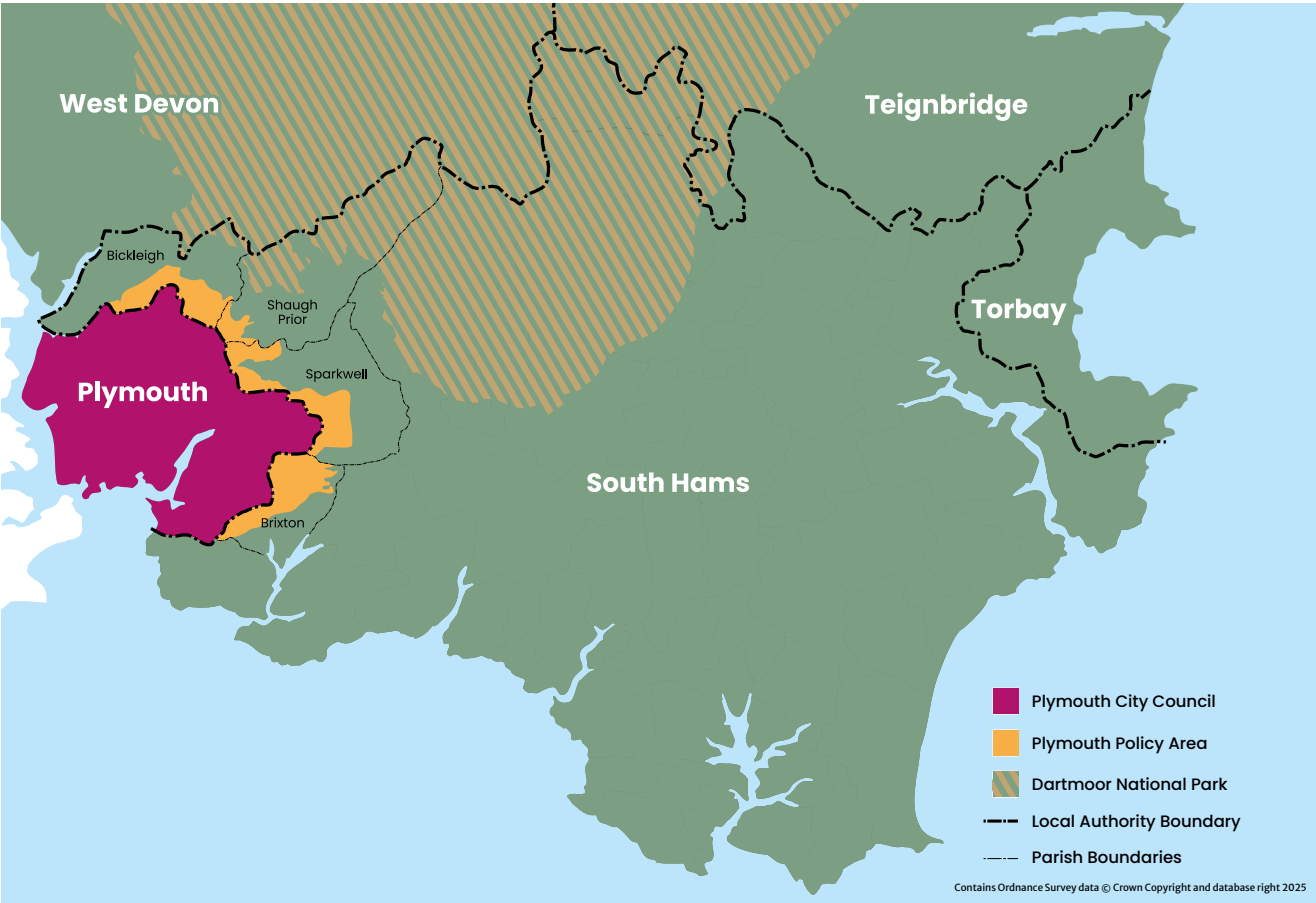 West Devon
Teignbridge
Bickleigh
Shaugh
Prior
Torbay
Sparkwell
Plymouth
South Hams
Brixton
Plymouth City Council
Plymouth Policy Area
Dartmoor National Park
Local Authority Boundary
Parish Boundaries
Contains Ordnance Survey data © Crown Copyright and database right 2025